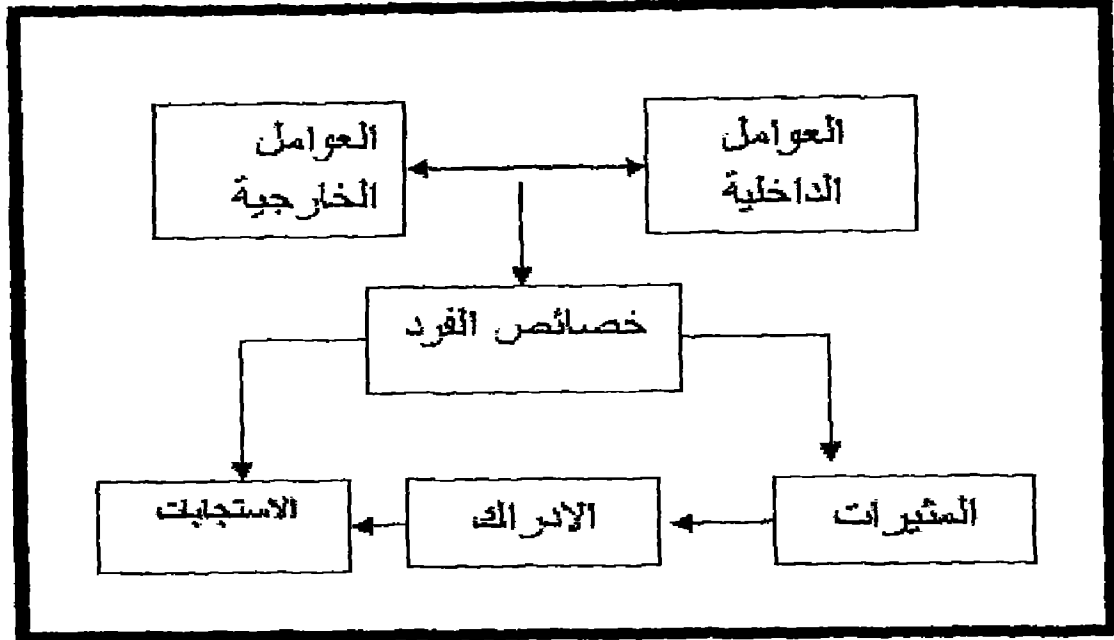 العوامل
الداخلية
العوامل
الخارجية
خصائص الفرد
المثيرات
الادراك
الاستجابات